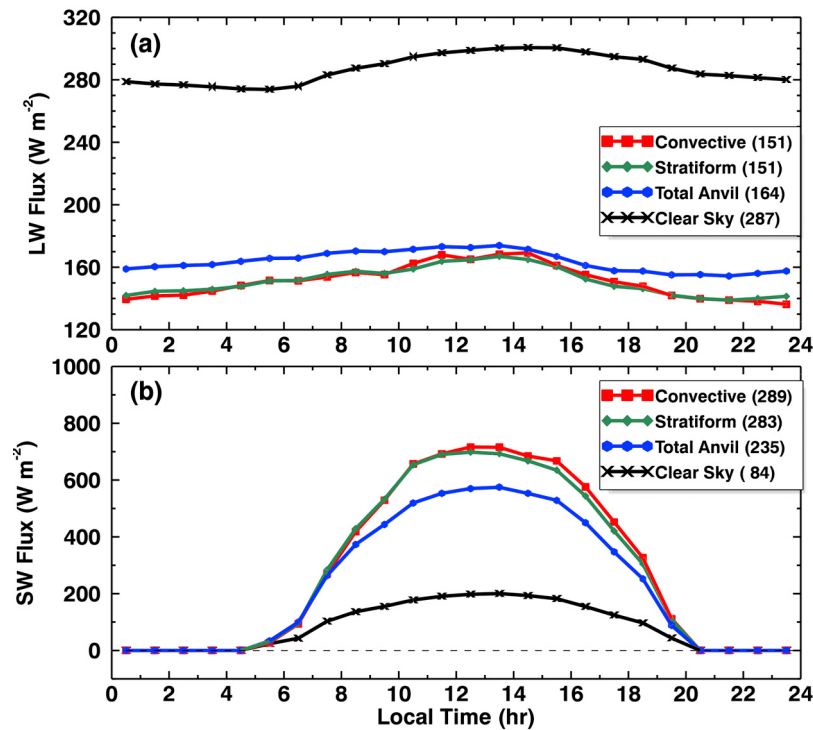 (a)
320
300
280
240
200
160
120
LW Flux (W m-2)
Convective (151)
Stratiform (151)
Total Anvil (164)
Clear Sky (287)
0 2 4 6 8 10 12 14 16 18 20 22 24
(b)
1000
800
600
400
200
0
SW Flux (W m-2)
Convective (289)
Stratiform (283)
Total Anvil (235)
Clear Sky ( 84)
0 2 4 6 8 10 12 14 16 18 20 22 24
Local Time (hr)